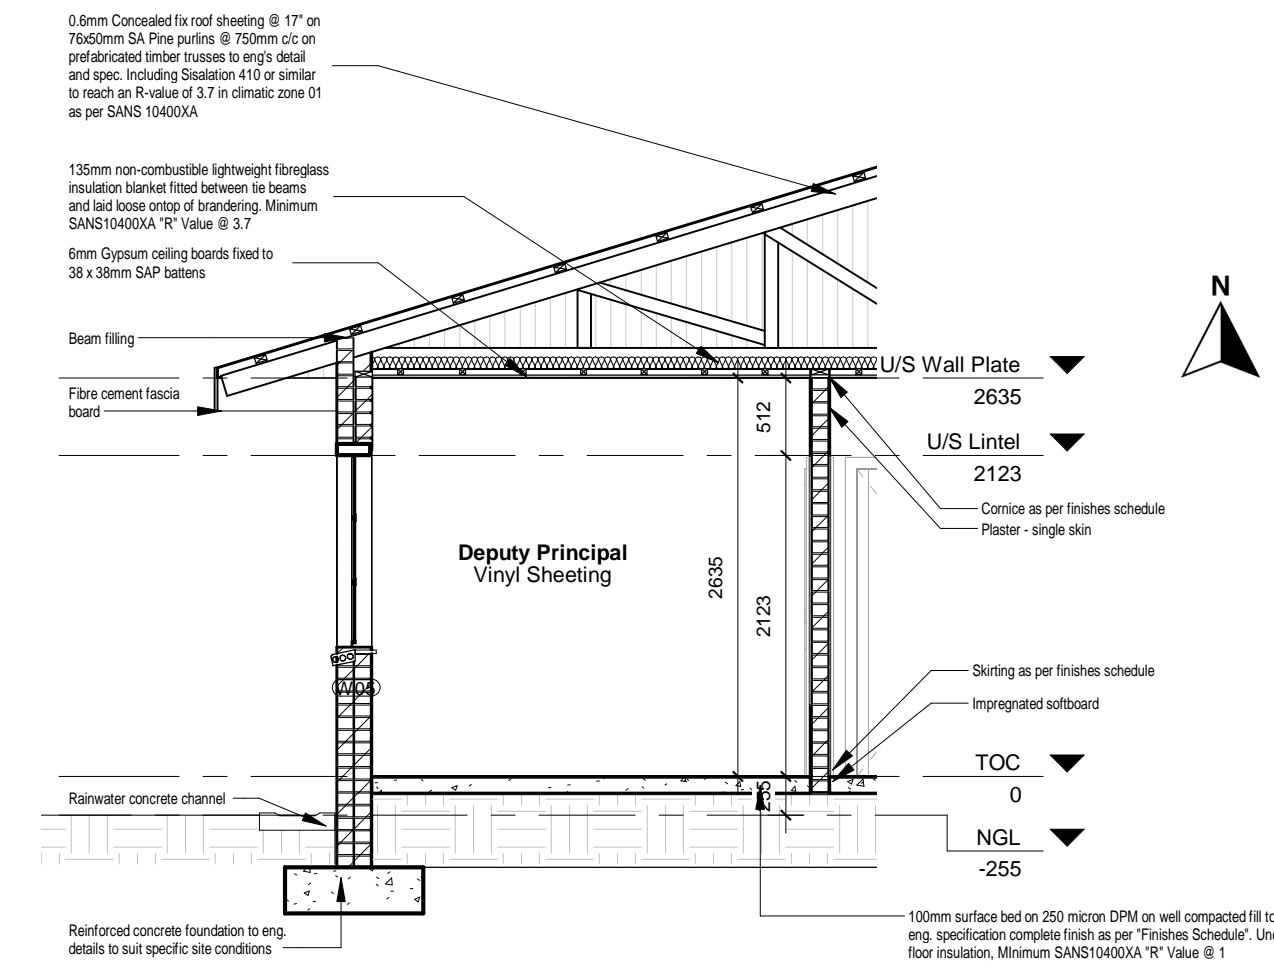 0.6mm Concealed fix roof sheeting @ 17" on
76x50mm SA Pine purlins @ 750mm c/c on
prefabricated timber trusses to eng's detail
and spec. Including Sisalation 410 or similar
to reach an R-value of 3.7 in climatic zone 01
as per SANS 10400XA
135mm non-combustible lightweight fibreglass
insulation blanket fitted between tie beams
and laid loose ontop of brandering. Minimum
SANS10400XA "R" Value @ 3.7
6mm Gypsum ceiling boards fixed to
38 x 38mm SAP battens
Beam filling
Fibre cement fascia
board
N
U/S Wall Plate
2635
512
U/S Lintel
2123
Cornice as per finishes schedule
Plaster - single skin
Deputy Principal
Vinyl Sheeting
2635
2123
W05
Skirting as per finishes schedule
Impregnated softboard
TOC
0
255
Rainwater concrete channel
NGL
-255
Reinforced concrete foundation to eng.
details to suit specific site conditions
100mm surface bed on 250 micron DPM on well compacted fill to
eng. specification complete finish as per "Finishes Schedule".
floor insulation, MInimum SANS10400XA "R" Value @ 1